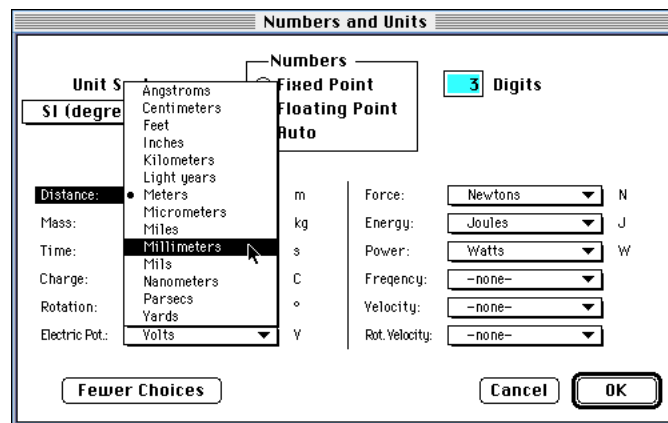 Numbers and Units
Numbers
Fixed Point
3 Digits
SI (degre
Floating Point
Auto
Angstroms
Centimeters
Feet
Inches
Kilometers
Light years
Meters
Micrometers
Miles
Millimeters
Mils
Nanometers
Parsecs
Yards
Distance:
m
Mass:
kg
Time:
s
Charge:
C
Rotation:
°
Electric Pot.:
Volts
V
Force:
Newtons
N
Energy:
Joules
J
Power:
Watts
W
Freqency:
-none-
Velocity:
-none-
Rot. Velocity:
-none-
Fewer Choices
Cancel
OK